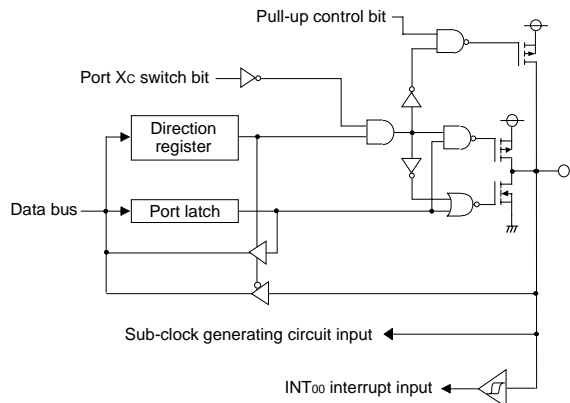 Pull-up control bit
Port XC switch bit
Direction
register
Data bus
Port latch
Sub-clock generating circuit input
INT00 interrupt input